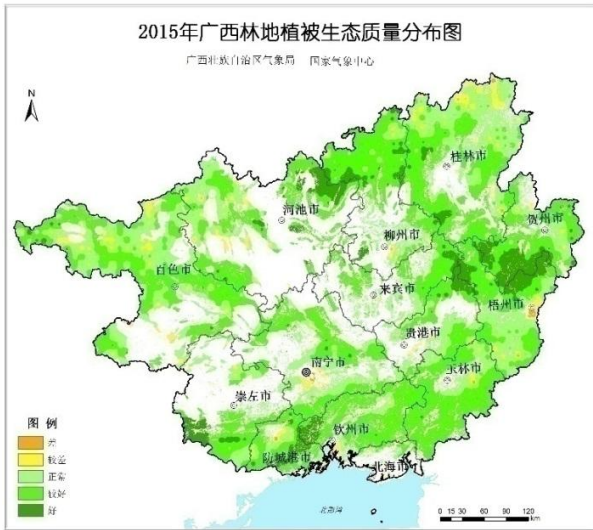 2015年广西林地植被生态质量分布图
广西壮族自治区气象局 国家气象中心
N
桂林市
河池市
贺州市
柳州市
百色市
来宾市
梧州市
贵港市
南宁市
玉林市
崇左市
钦州市
防城港市
北海市
北部湾
图 例
差
较差
正常
较好
好
0 15 30 60 90 120
km